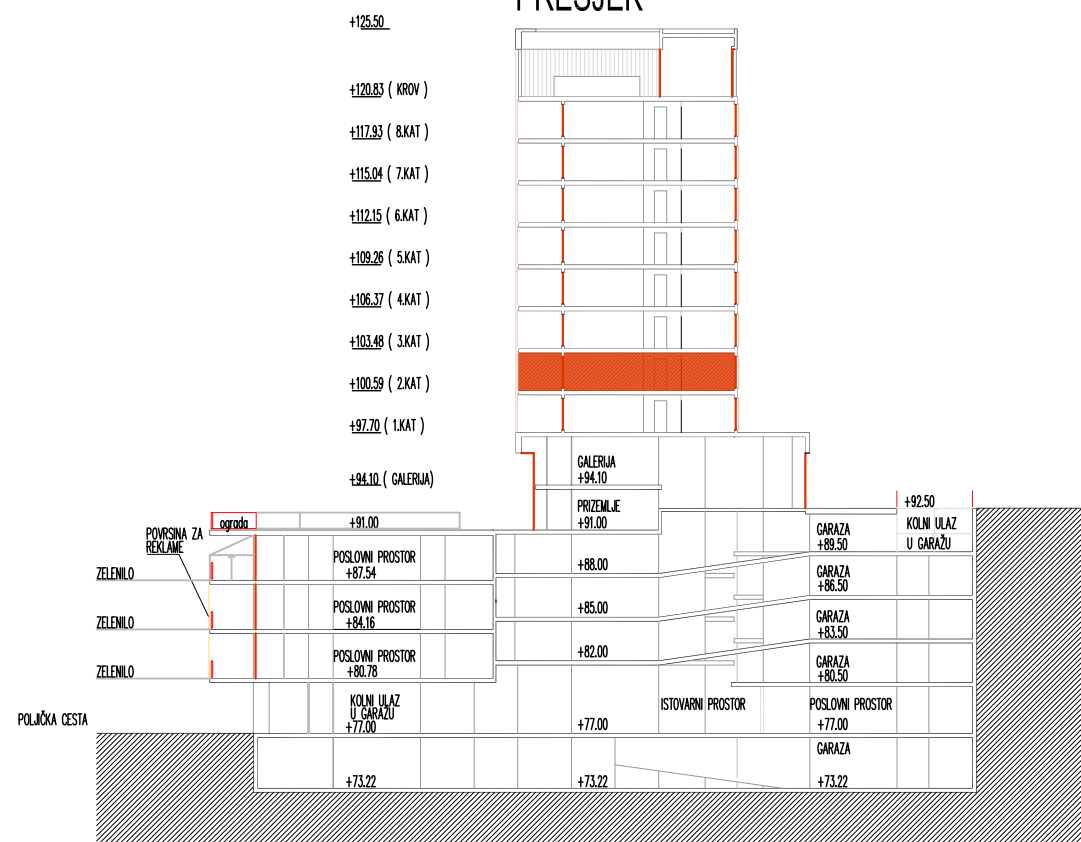 PRESJEK
+125.50
+120.83 ( KROV )
+117.93 ( 8.KAT )
+115.04 ( 7.KAT )
+112.15 ( 6.KAT )
+109.26 ( 5.KAT )
+106.37 ( 4.KAT )
+103.48 ( 3.KAT )
+100.59 ( 2.KAT )
+97.70 ( 1.KAT )
+94.10 ( GALERIJA)
GALERIJA
+94.10
PRIZEMLJE
+91.00
+92.50
KOLNI ULAZ
U GARAŽU
ograda
+91.00
POVRSINA ZA
REKLAME
GARAZA
+89.50
POSLOVNI PROSTOR
+87.54
+88.00
GARAZA
+86.50
ZELENILO
POSLOVNI PROSTOR
+84.16
+85.00
GARAZA
+83.50
ZELENILO
POSLOVNI PROSTOR
+80.78
+82.00
GARAZA
+80.50
ZELENILO
KOLNI ULAZ
U GARAŽU
+77.00
+77.00
ISTOVARNI PROSTOR
POSLOVNI PROSTOR
+77.00
POLJIČKA CESTA
GARAZA
+73.22
+73.22
+73.22